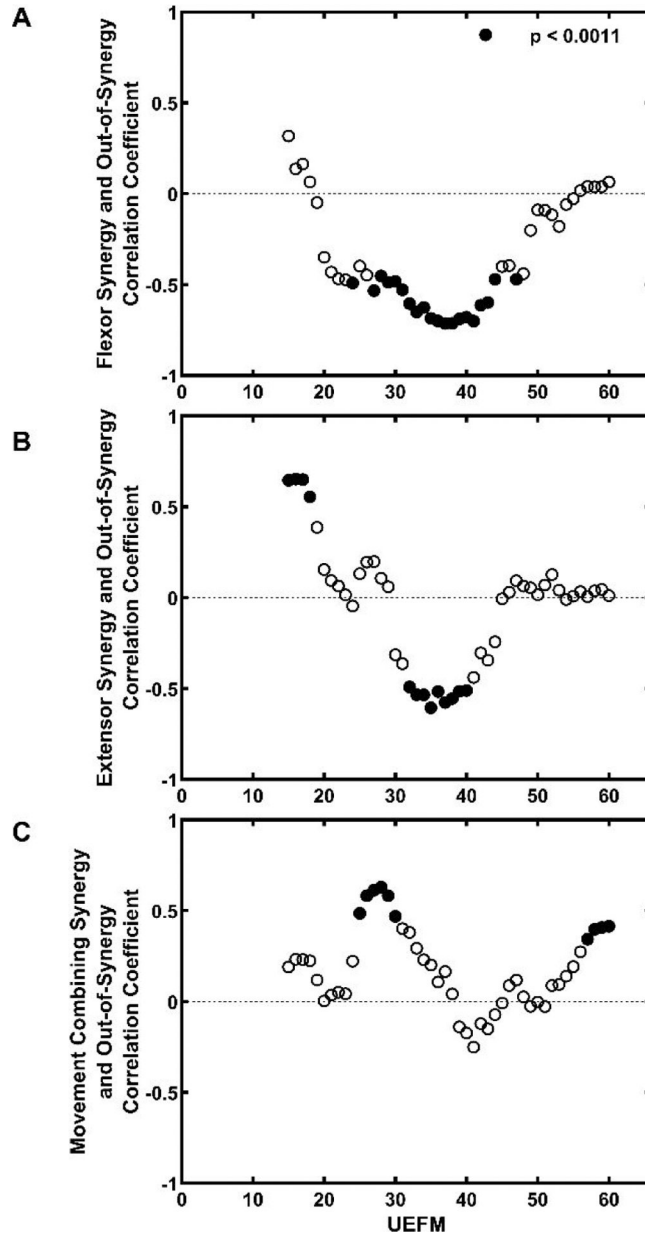 A
p < 0.0011
Flexor Synergy and Out-of-Synergy
Correlation Coefficient
1
0.5
0
-0.5
-1
0 10 20 30 40 50 60
B
Extensor Synergy and Out-of-Synergy
Correlation Coefficient
1
0.5
0
-0.5
-1
0 10 20 30 40 50 60
C
Movement Combining Synergy
and Out-of-Synergy
Correlation Coefficient
1
0.5
0
-0.5
-1
0 10 20 30 40 50 60
UEFM